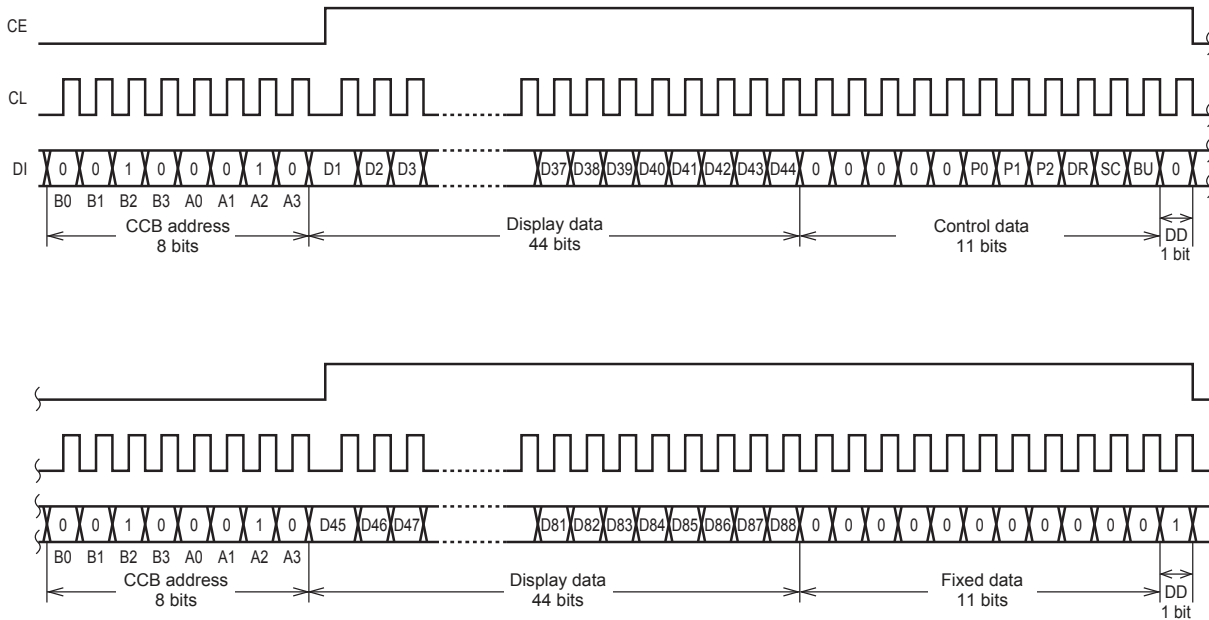 CE
CL
DI 0 0 1 0 0 0 1 0 D1 D2 D3 D37 D38 D39 D40 D41 D42 D43 D44 0 0 0 0 0 P0 P1 P2 DR SC BU 0
B0 B1 B2 B3 A0 A1 A2 A3
CCB address Display data Control data DD
8 bits 44 bits 11 bits 1 bit
0 0 1 0 0 0 1 0 D45 D46 D47 D81 D82 D83 D84 D85 D86 D87 D88 0 0 0 0 0 0 0 0 0 0 0 1
B0 B1 B2 B3 A0 A1 A2 A3
CCB address Display data Fixed data DD
8 bits 44 bits 11 bits 1 bit